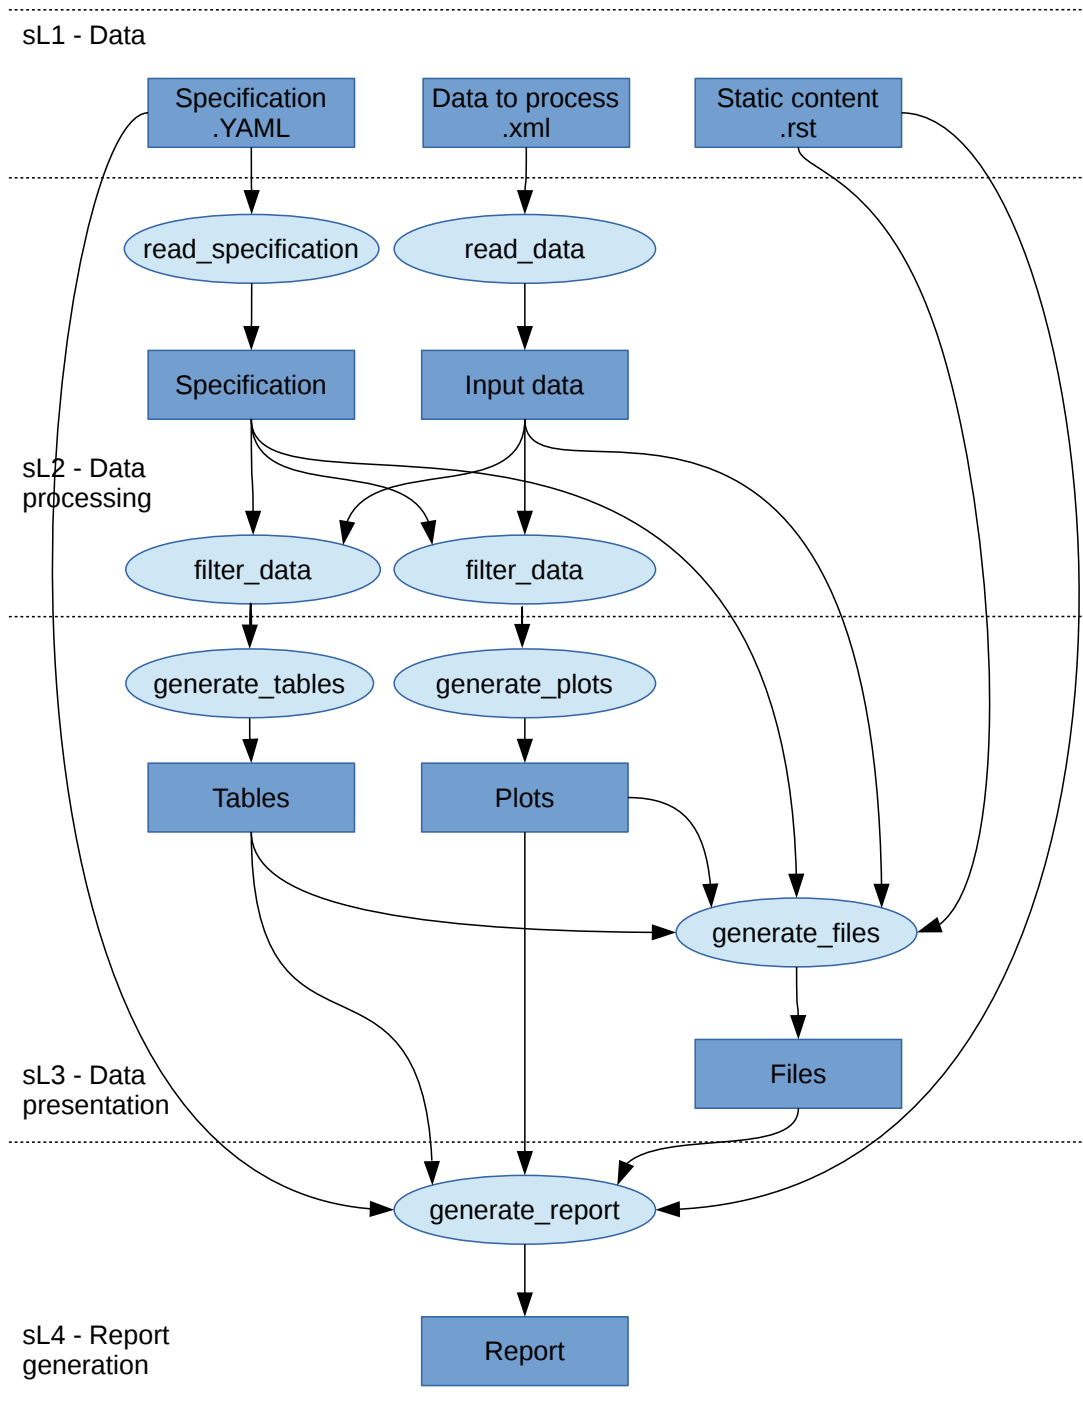 sL1 - Data
Specification
.YAML
Data to process
.xml
Static content
.rst
read_specification
read_data
Specification
Input data
sL2 - Data
processing
filter_data
filter_data
generate_tables
generate_plots
Tables
Plots
generate_files
Files
sL3 - Data
presentation
generate_report
sL4 - Report
generation
Report